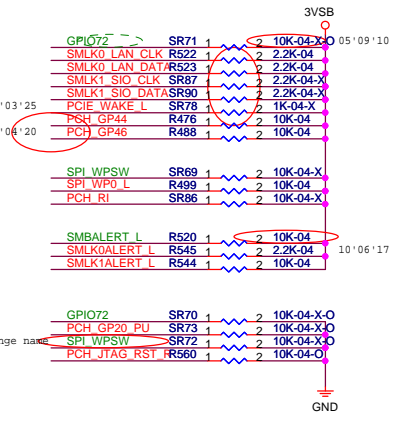 3VSB
GPIO72 SR71 1 2 10K-04-X-O 05'09'10
SMLK0_LAN_CLK R522 1 2 2.2K-04
SMLK0_LAN_DATA R523 1 2 2.2K-04
SMLK1_SIO_CLK SR87 1 2 2.2K-04-X
SMLK1_SIO_DATA SR90 1 2 2.2K-04-X
'03'25 PCIE_WAKE_L SR78 1 2 1K-04-X
PCH_GP44 R476 1 2 10K-04
'04'20 PCH_GP46 R488 1 2 10K-04
SPI_WPSW SR69 1 2 10K-04-X
SPI_WP0_L R499 1 2 10K-04
PCH_RI SR86 1 2 10K-04-X
SMBALERT_L R520 1 2 10K-04
SMLK0ALERT_L R545 1 2 2.2K-04 10'06'17
SMLK1ALERT_L R544 1 2 10K-04
GPIO72 SR70 1 2 10K-04-X-O
PCH_GP20_PU SR73 1 2 10K-04-X
nge name SPI_WPSW SR72 1 2 10K-04-X-O
PCH_JTAG_RST_R R560 1 2 10K-04-O
GND